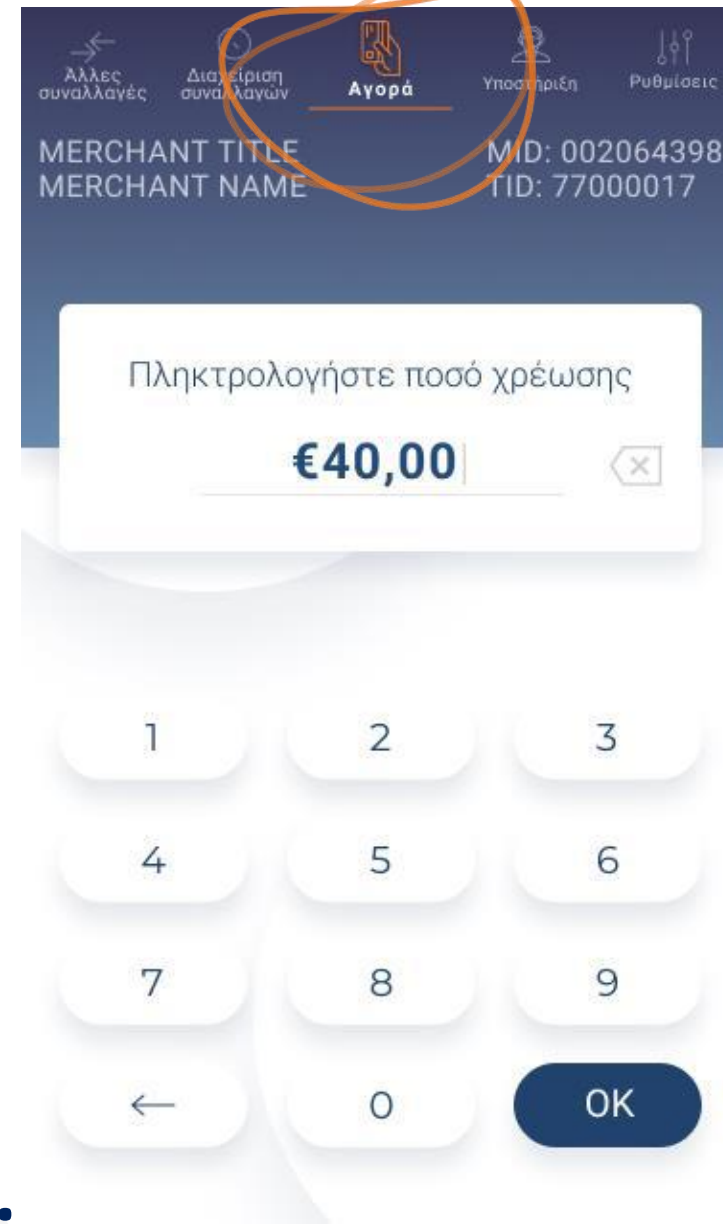 Άλλες
συναλλαγές
Διαχείριση
συναλλαγών
Αγορά
Υποστήριξη
Ρυθμίσεις
MERCHANT TITLE
MID: 002064398
MERCHANT NAME
TID: 77000017
Πληκτρολογήστε ποσό χρέωσης
€40,00
1 2 3
4 5 6
7 8 9
← 0 OK